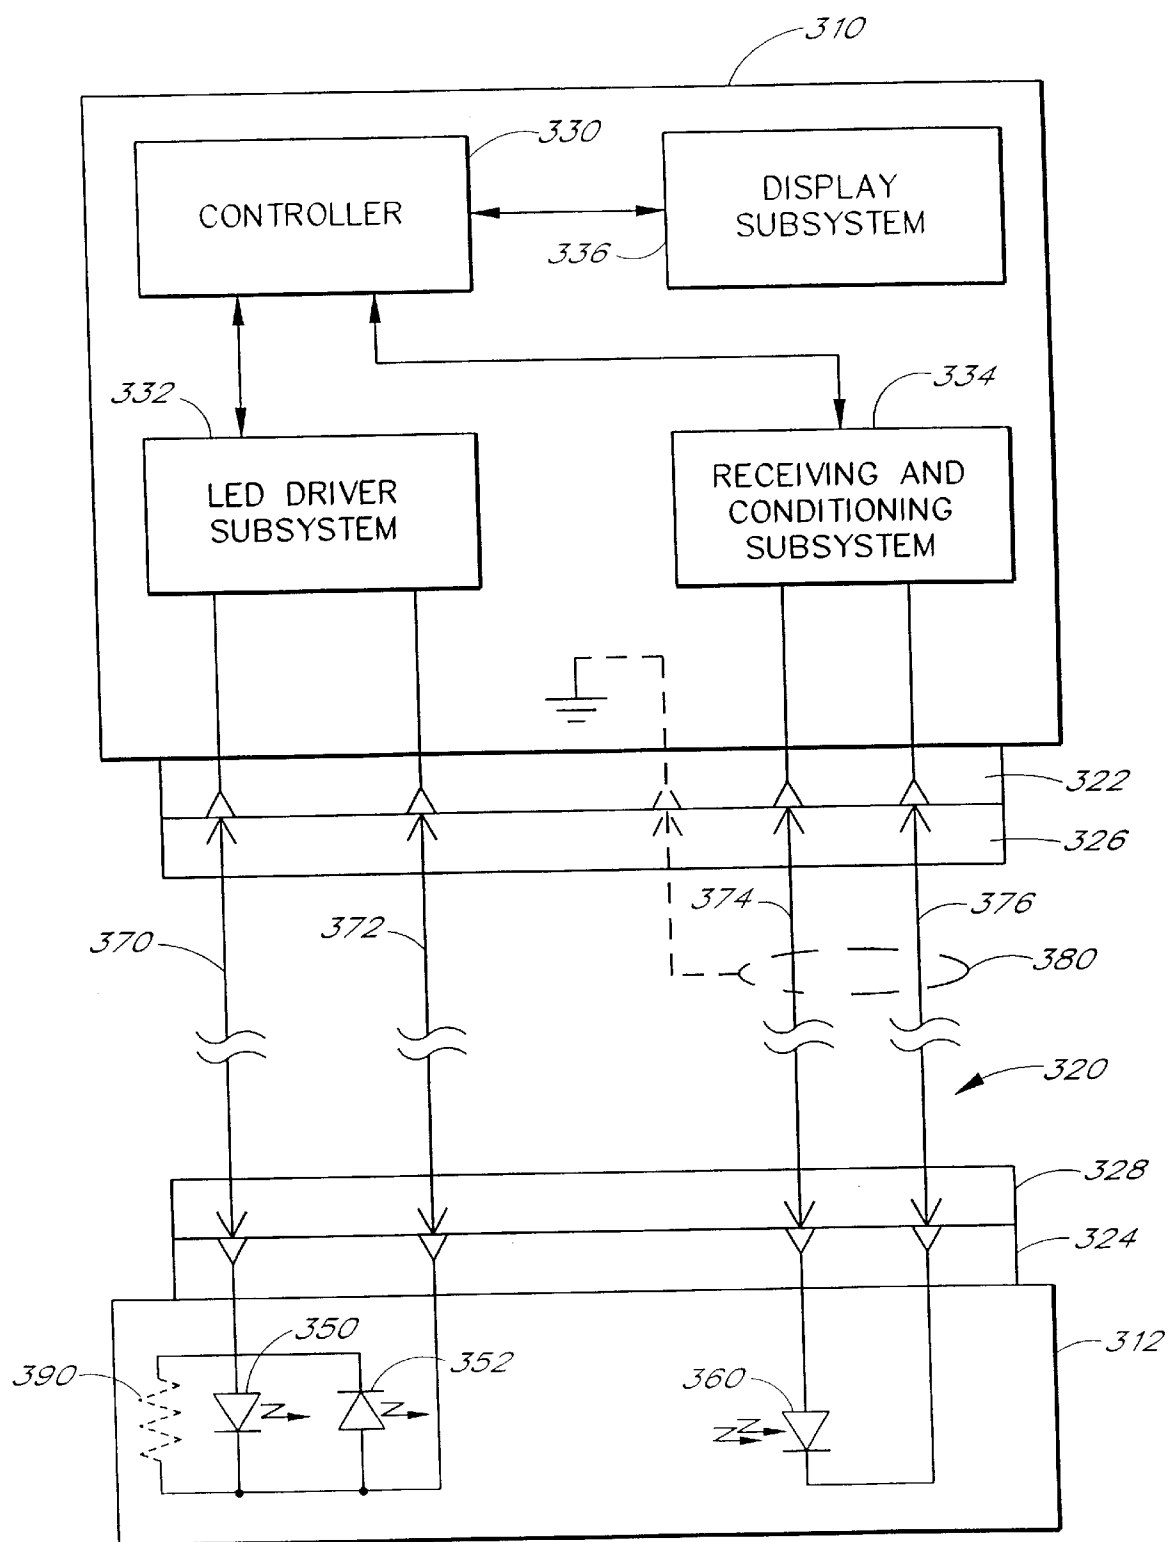 310
330
CONTROLLER
DISPLAY
SUBSYSTEM
336
332
334
LED DRIVER
SUBSYSTEM
RECEIVING AND
CONDITIONING
SUBSYSTEM
322
326
374
376
370
372
380
320
328
324
350
352
390
360
312